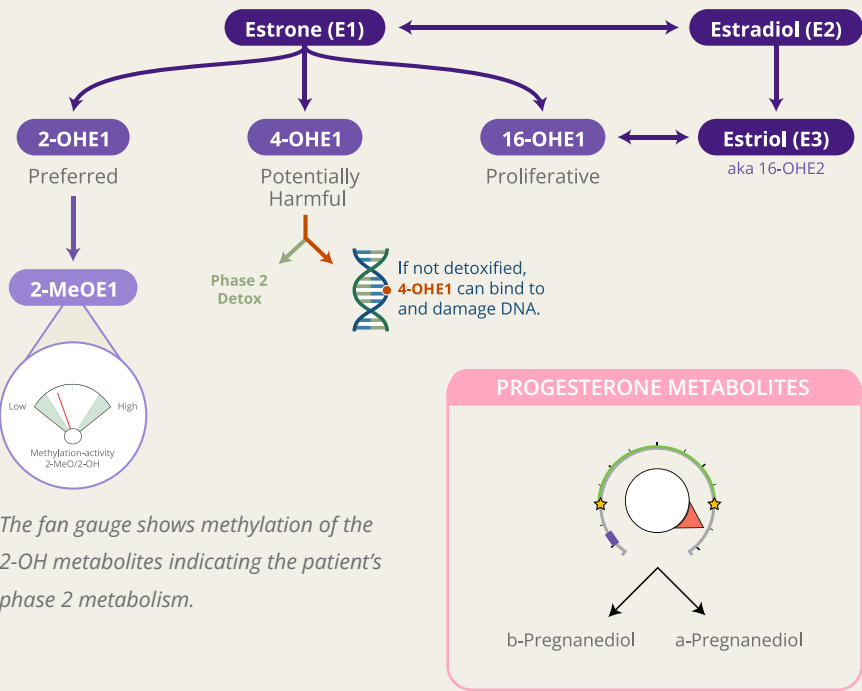 Estrone (E1)
Estradiol (E2)
2-OHE1
4-OHE1
16-OHE1
Estriol (E3)
Preferred
Potentially
Harmful
Proliferative
aka 16-OHE2
Phase 2
Detox
If not detoxified,
4-OHE1 can bind to
and damage DNA.
2-MeOE1
Low
High
Methylation-activity
2-MeO/2-OH
The fan gauge shows methylation of the
2-OH metabolites indicating the patient's
phase 2 metabolism.
PROGESTERONE METABOLITES
b-Pregnanediol
a-Pregnanediol